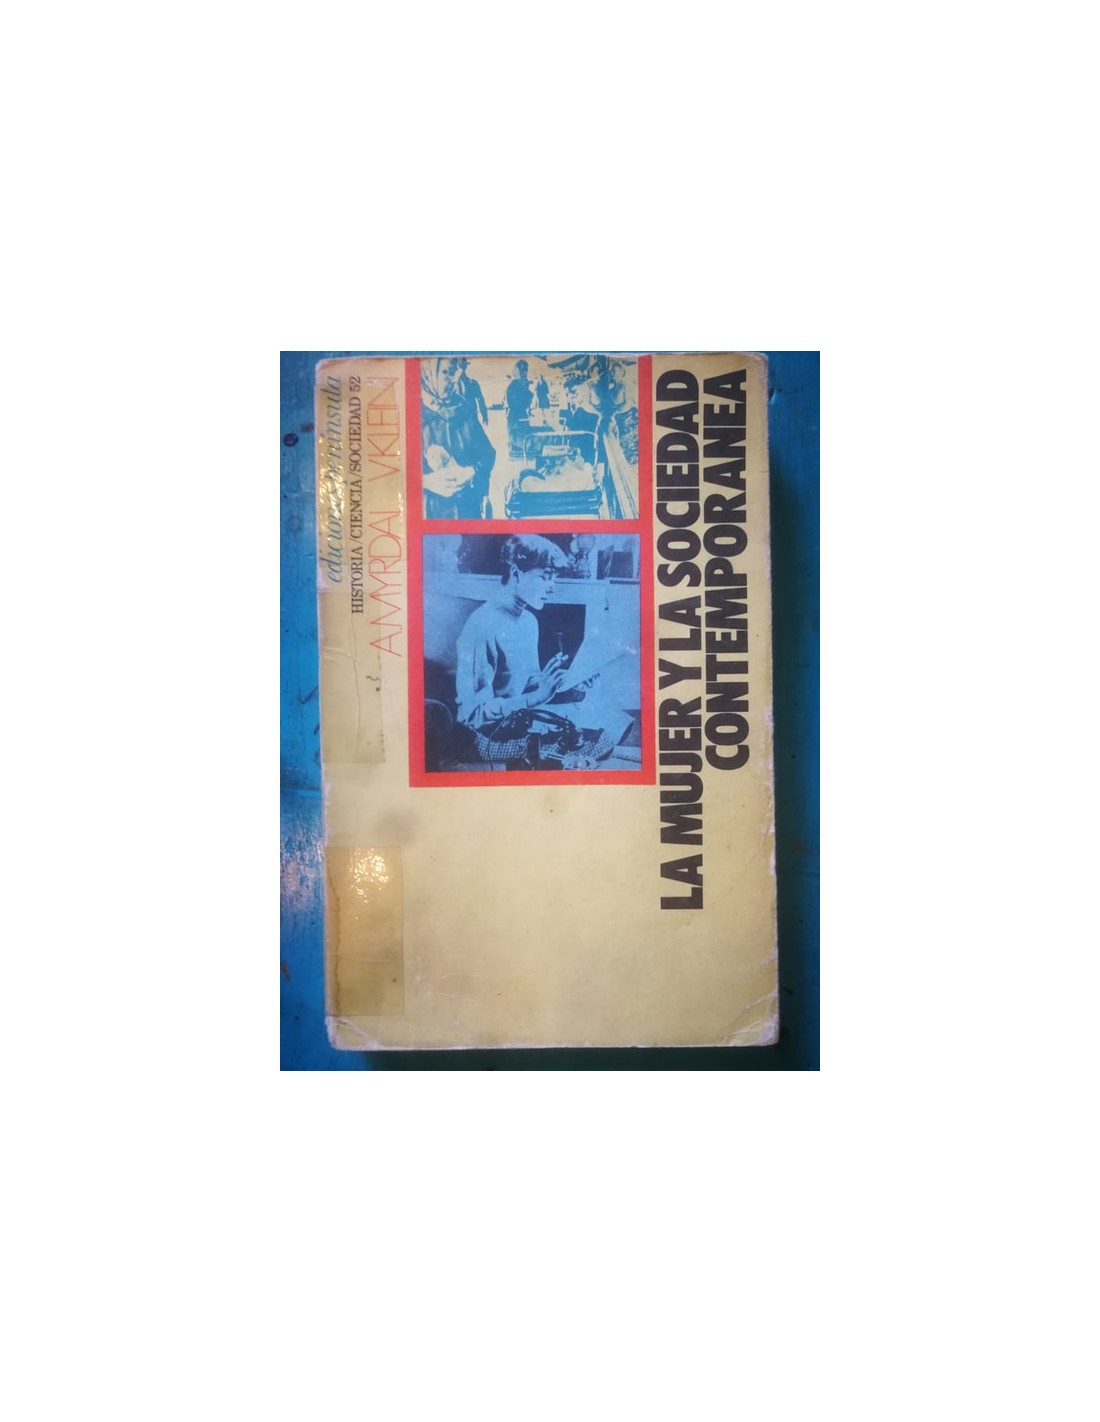 ediciones península
HISTORIA/CIENCIA/SOCIEDAD 52
A.MYRDAL V.KLEIN
LA MUJER Y LA SOCIEDAD
CONTEMPORANEA